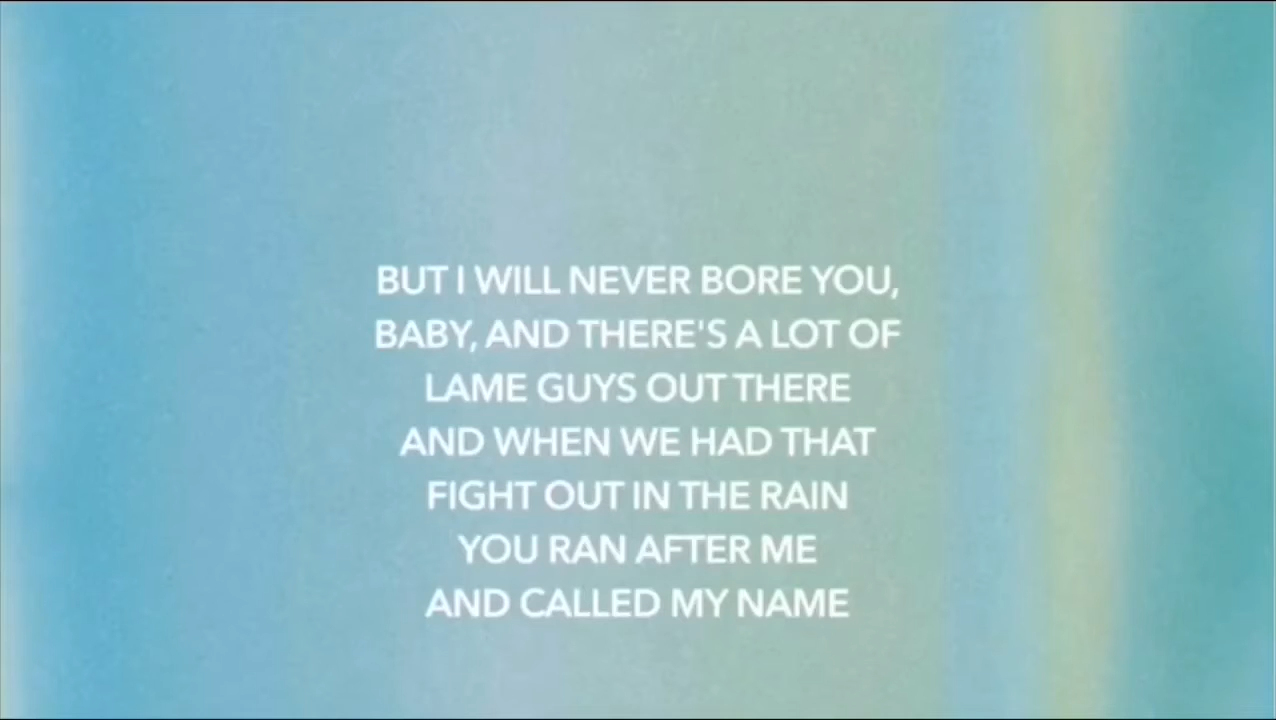 BUT I WILL NEVER BORE YOU,
BABY, AND THERE'S A LOT OF
LAME GUYS OUT THERE
AND WHEN WE HAD THAT
FIGHT OUT IN THE RAIN
YOU RAN AFTER ME
AND CALLED MY NAME